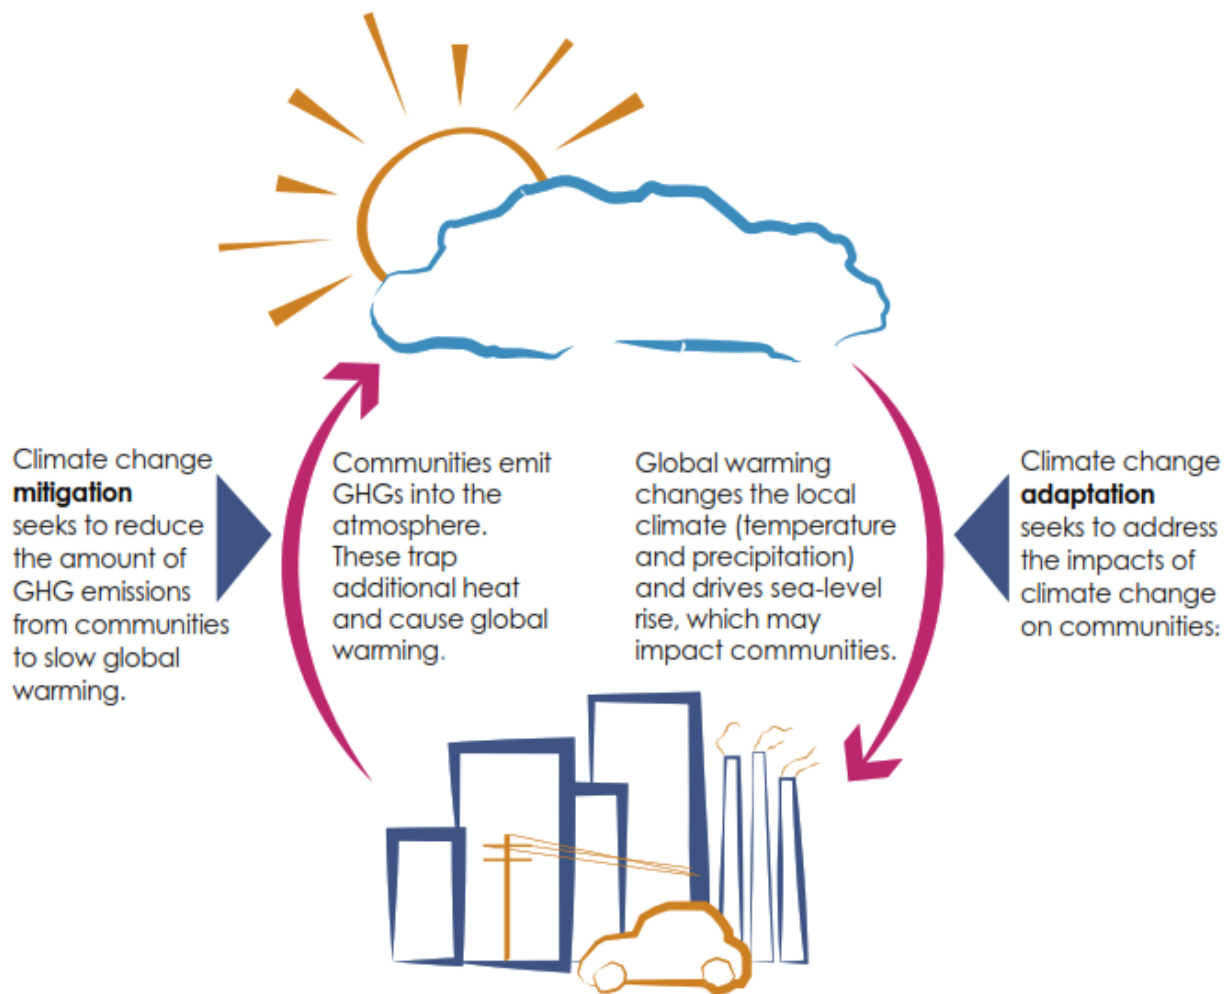 Climate change
mitigation
seeks to reduce
the amount of
GHG emissions
from communities
to slow global
warming.
Communities emit
GHGs into the
atmosphere.
These trap
additional heat
and cause global
warming.
Global warming
changes the local
climate (temperature
and precipitation)
and drives sea-level
rise, which may
impact communities.
Climate change
adaptation
seeks to address
the impacts of
climate change
on communities: